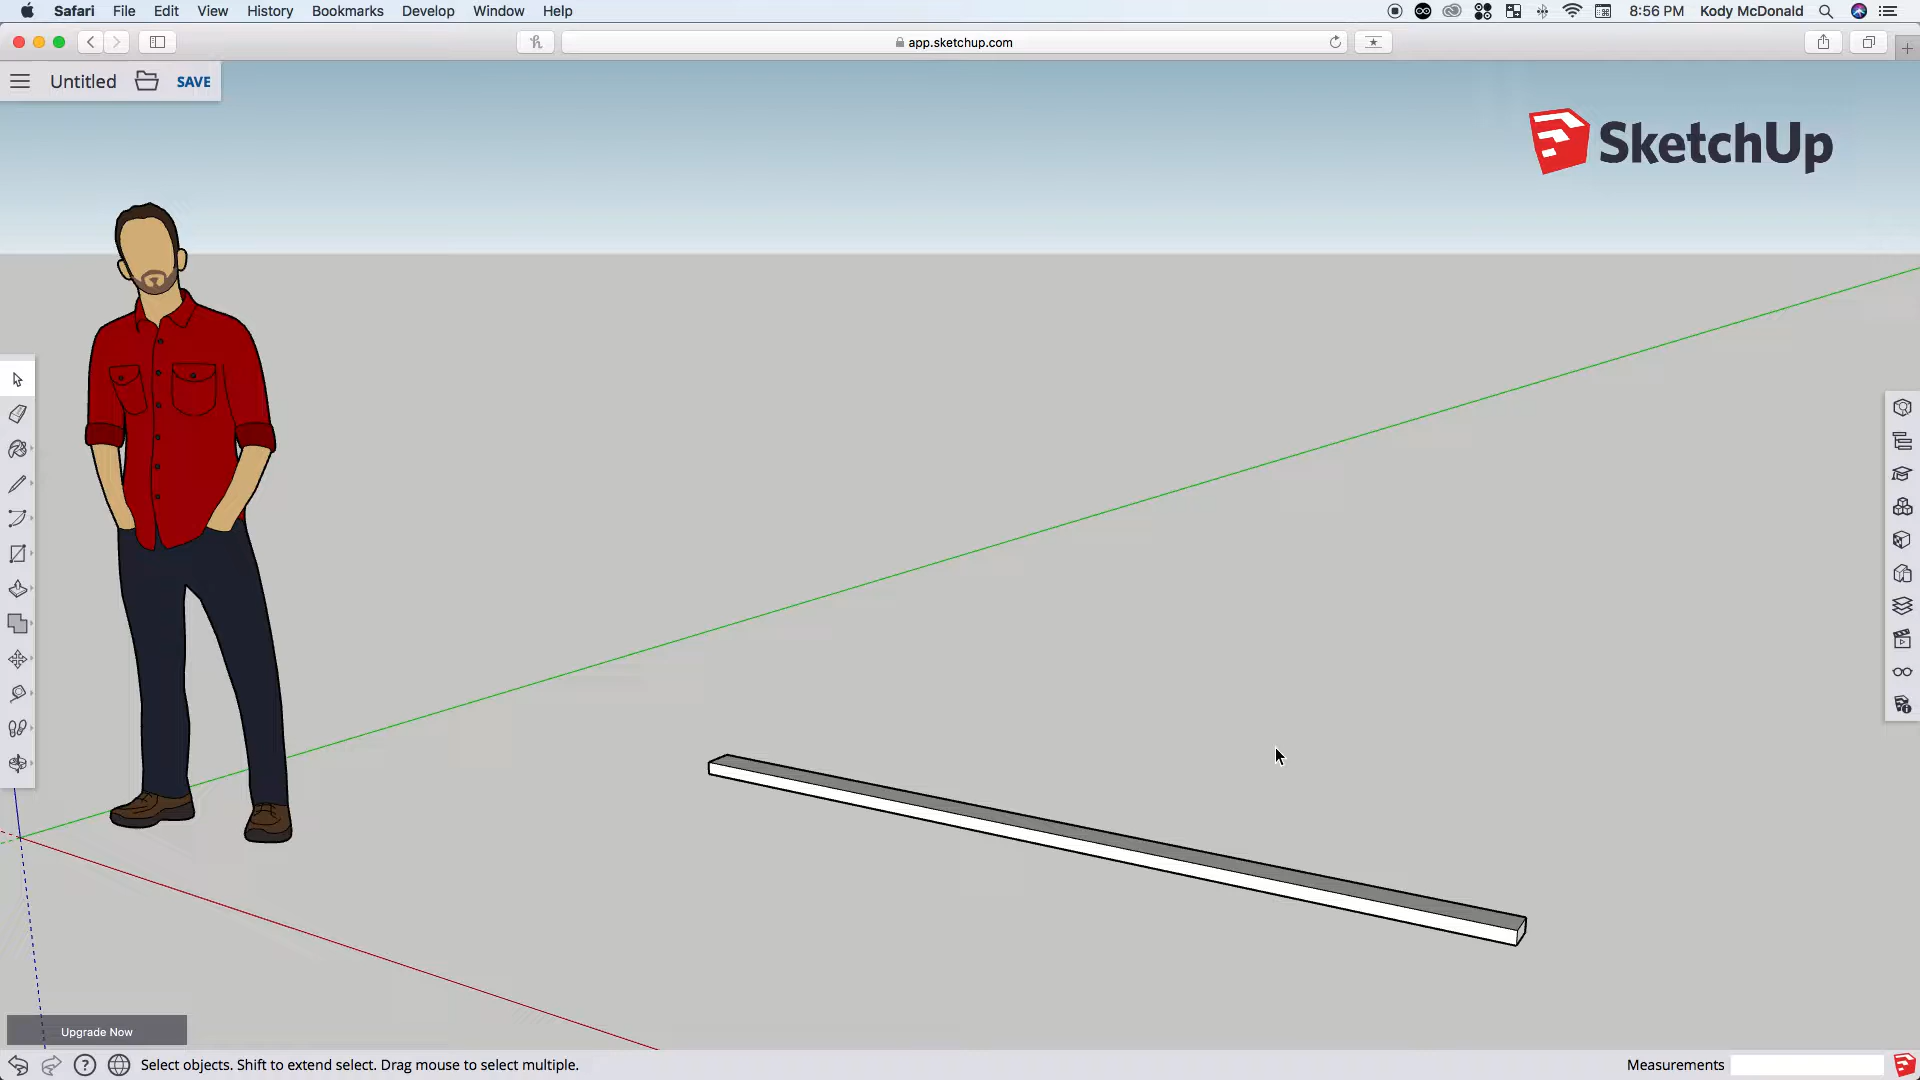 Safari File Edit View History Bookmarks Develop Window Help 8:56 PM Kody McDonald
app.sketchup.com
Untitled SAVE
SketchUp
Upgrade Now
Select objects. Shift to extend select. Drag mouse to select multiple.
Measurements